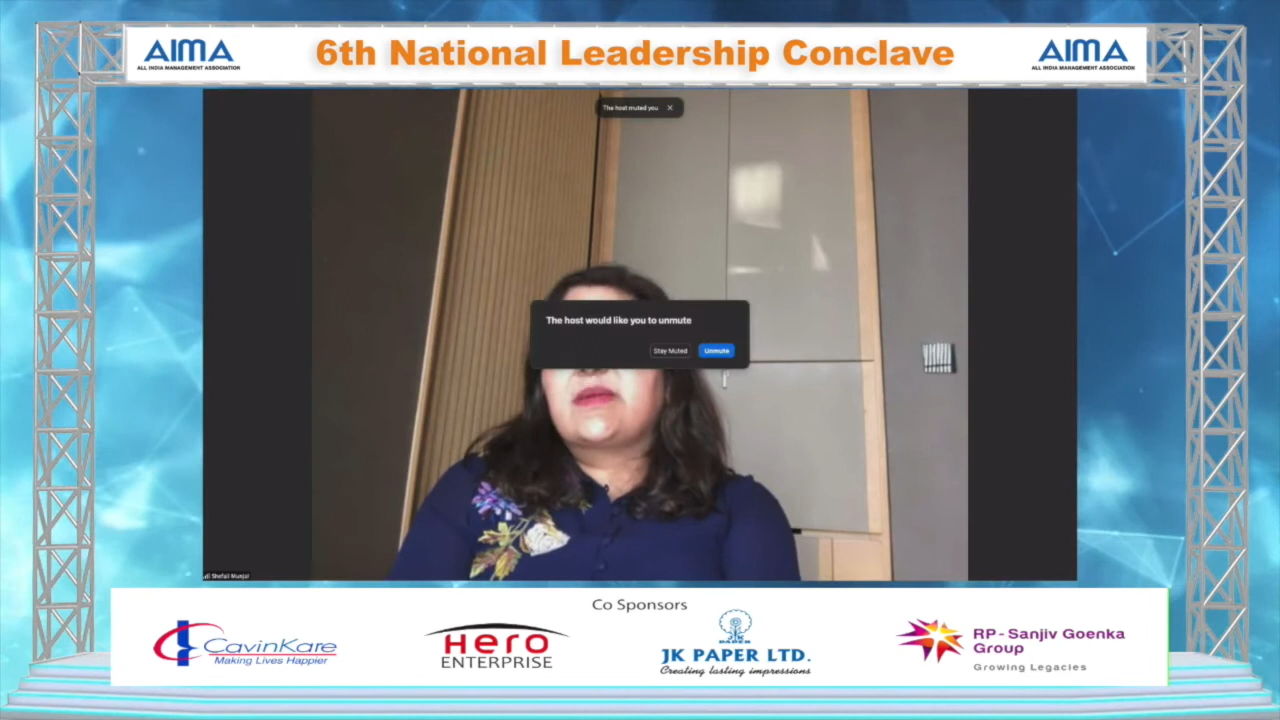 AIMA
ALL INDIA MANAGEMENT ASSOCIATION
6th National Leadership Conclave
AIMA
ALL INDIA MANAGEMENT ASSOCIATION
The host muted you
The host would like you to unmute
Stay Muted
Unmute
Shefali Munjal
Co Sponsors
CavinKare
Making Lives Happier
Hero
ENTERPRISE
JK
PAPER
JK PAPER LTD.
Creating lasting impressions
RP - Sanjiv Goenka
Group
Growing Legacies